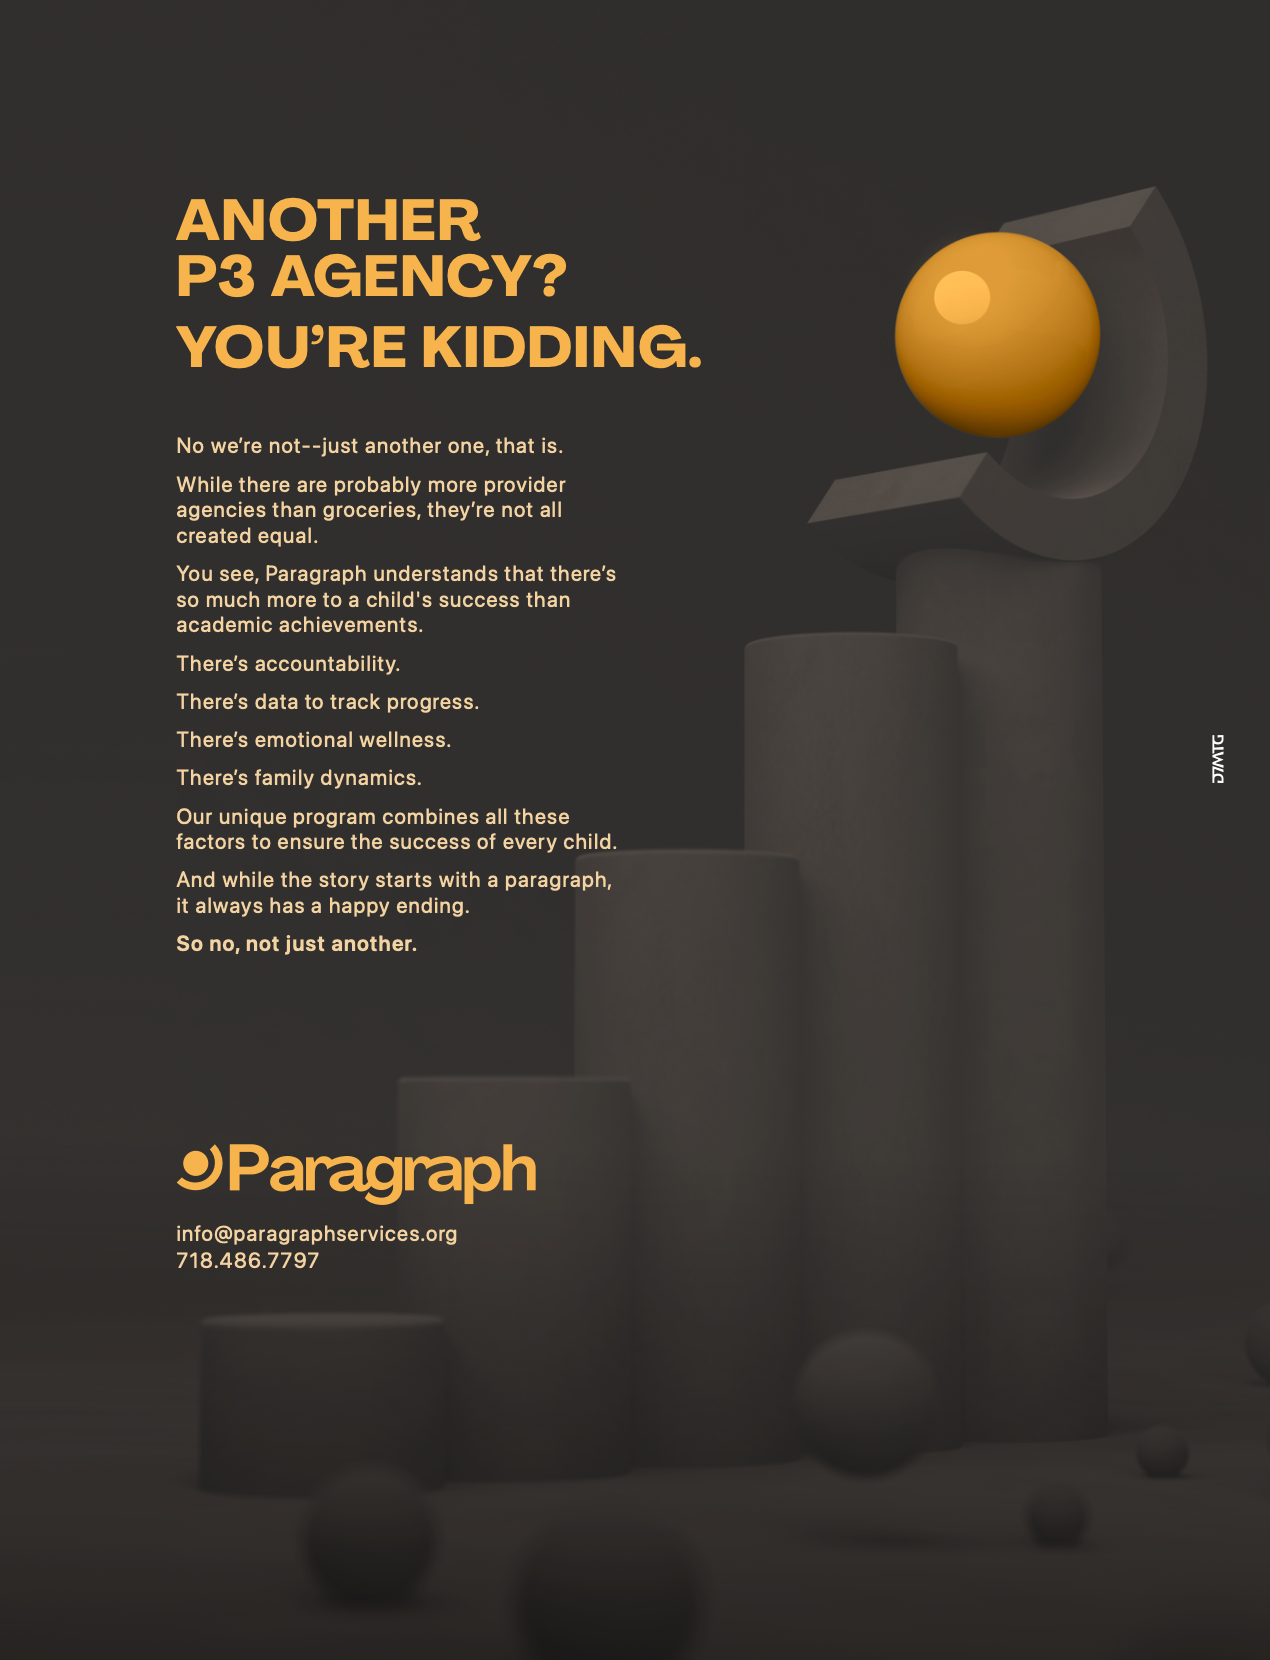 ANOTHER
P3 AGENCY?
YOU’RE KIDDING.
No we’re not--just another one, that is.
While there are probably more provider
agencies than groceries, they’re not all
created equal.
You see, Paragraph understands that there’s
so much more to a child's success than
academic achievements.
There’s accountability.
There’s data to track progress.
There’s emotional wellness.
There’s family dynamics.
Our unique program combines all these
factors to ensure the success of every child.
And while the story starts with a paragraph,
it always has a happy ending.
So no, not just another.
Paragraph
info@paragraphservices.org
718.486.7797